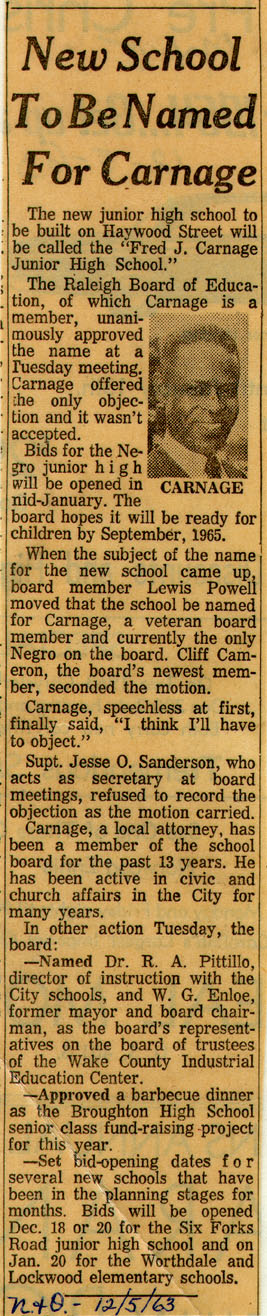 New School
To Be Named
For Carnage
The new junior high school to
be built on Haywood Street will
be called the "Fred J. Carnage
Junior High School."
The Raleigh Board of Educa-
tion, of which Carnage is a
member, unani-
mously approved
the name at a
Tuesday meeting.
Carnage offered
the only objec-
tion and it wasn't
accepted.
Bids for the Ne-
gro junior high
will be opened in
mid-January. The
CARNAGE
board hopes it will be ready for
children by September, 1965.
When the subject of the name
for the new school came up,
board member Lewis Powell
moved that the school be named
for Carnage, a veteran board
member and currently the only
Negro on the board. Cliff Cam-
eron, the board's newest mem-
ber, seconded the motion.
Carnage, speechless at first,
finally said, "I think I'll have
to object."
Supt. Jesse O. Sanderson, who
acts as secretary at board
meetings, refused to record the
objection as the motion carried.
Carnage, a local attorney, has
been a member of the school
board for the past 13 years. He
has been active in civic and
church affairs in the City for
many years.
In other action Tuesday, the
board:
—Named Dr. R. A. Pittillo,
director of instruction with the
City schools, and W. G. Enloe,
former mayor and board chair-
man, as the board's represent-
atives on the board of trustees
of the Wake County Industrial
Education Center.
—Approved a barbecue dinner
as the Broughton High School
senior class fund-raising project
for this year.
—Set bid-opening dates for
several new schools that have
been in the planning stages for
months. Bids will be opened
Dec. 18 or 20 for the Six Forks
Road junior high school and on
Jan. 20 for the Worthdale and
Lockwood elementary schools.
N+O. - 12/5/63